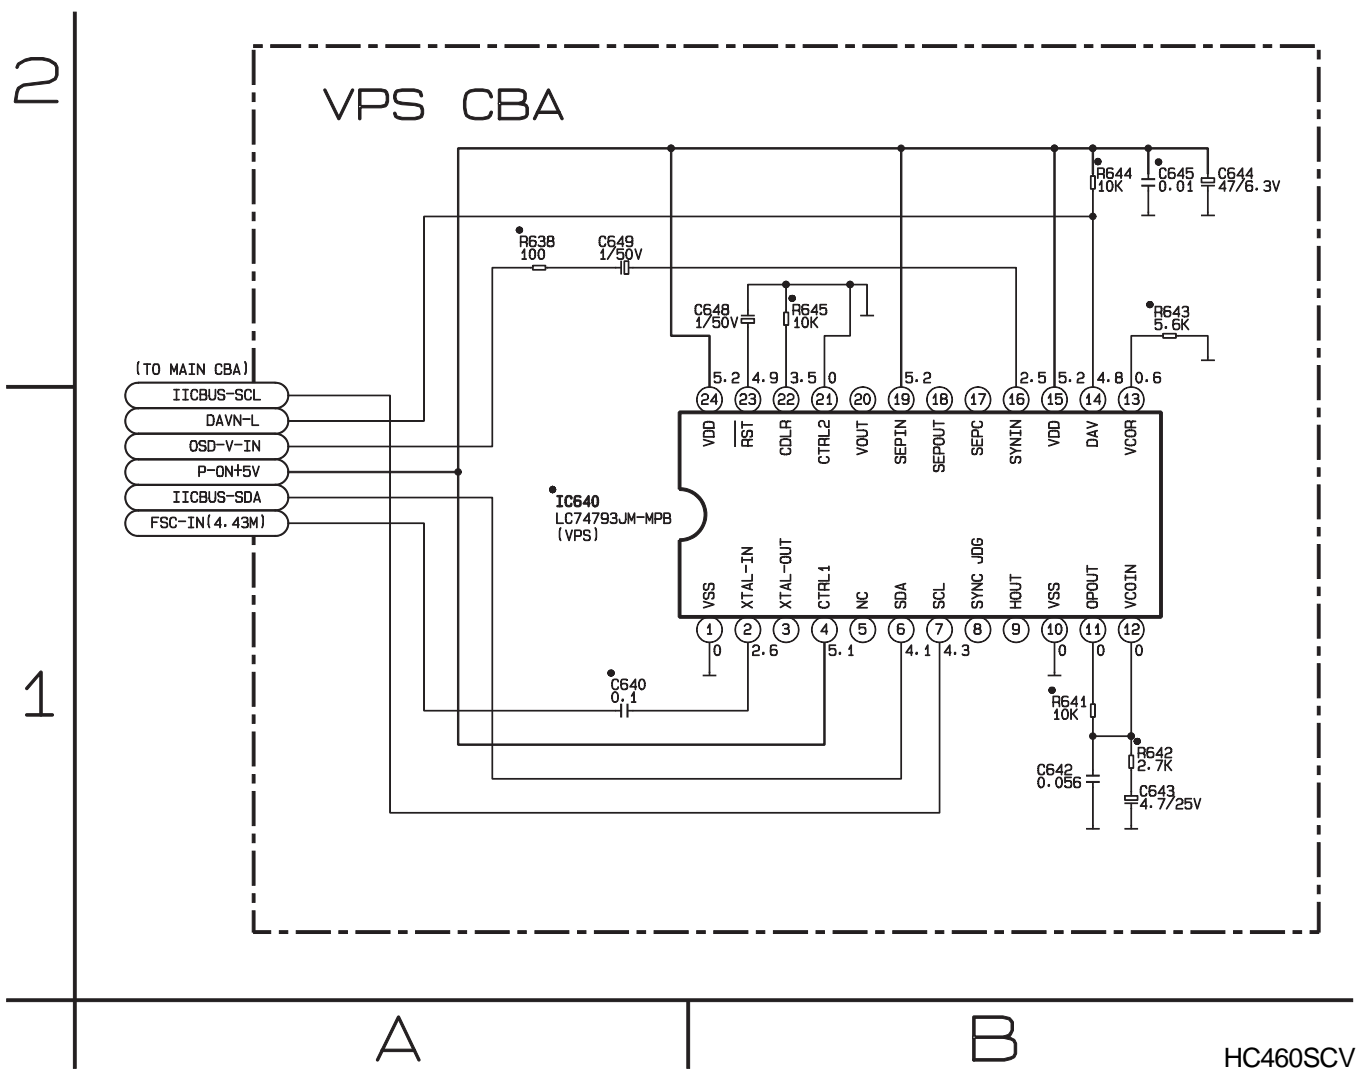 2
VPS CBA
R644
10K
C645
0.01
C644
47/6.3V
R638
100
C649
1/50V
C648
1/50V
R645
10K
R643
5.6K
(TO MAIN CBA)
IICBUS-SCL
DAVN-L
OSD-V-IN
P-ON+5V
IICBUS-SDA
FSC-IN(4.43M)
5.2 4.9 3.5 0 5.2 2.5 5.2 4.8 0.6
24 23 22 21 20 19 18 17 16 15 14 13
VDD RST CDLR CTRL2 VOUT SEPIN SEPOUT SEPC SYNIN VDD DAV VCOR
IC640
LC74793JM-MPB
(VPS)
VSS XTAL-IN XTAL-OUT CTRL1 NC SDA SCL SYNC JDG HOUT VSS OPOUT VCOIN
1 2 3 4 5 6 7 8 9 10 11 12
0 2.6 5.1 4.1 4.3 0 0 0
1
C640
0.1
R641
10K
R642
2.7K
C642
0.056
C643
4.7/25V
A
B
HC460SCV